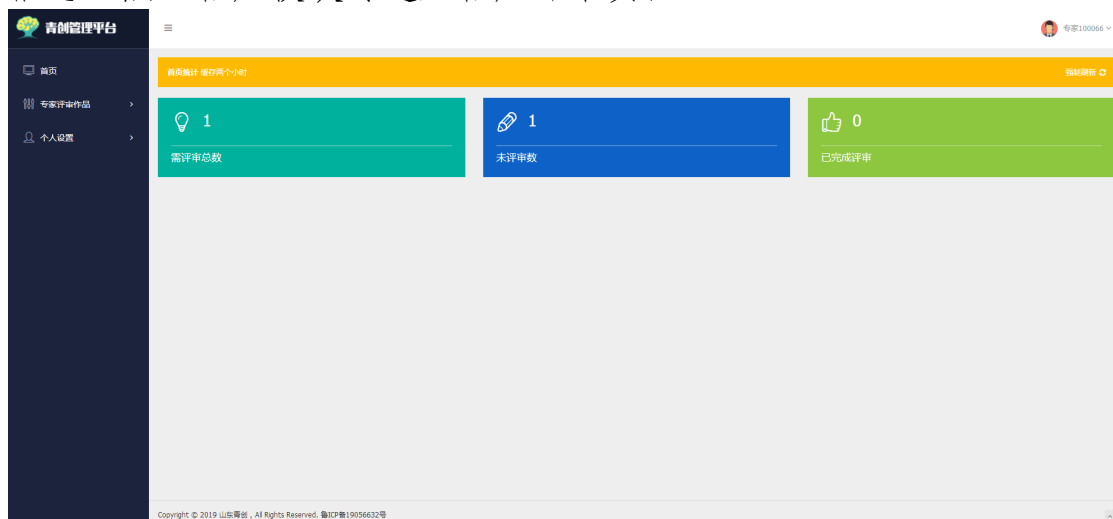 青创管理平台
专家100066
首页
专家评审作品
个人设置
首页统计 缓存两个小时
强制刷新
1
需评审总数
1
未评审数
0
已完成评审
Copyright © 2019 山东青创 , All Rights Reserved. 鲁ICP备19056632号